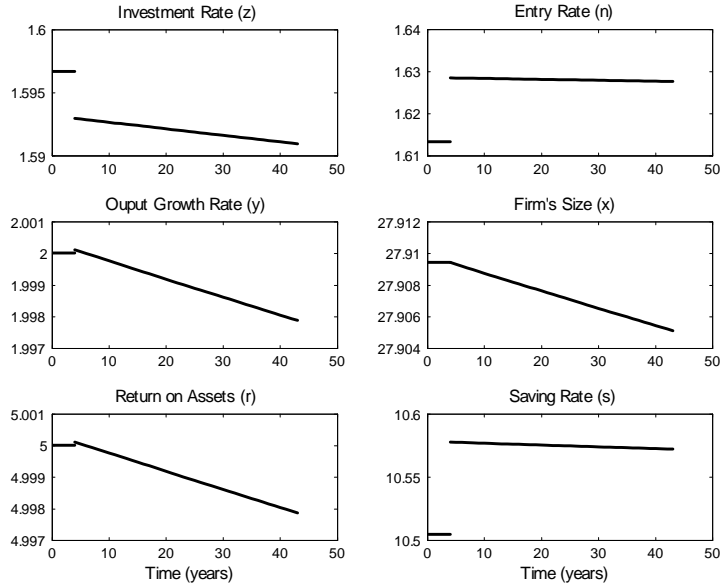 Investment Rate (z)
1.6
1.595
1.59
0 10 20 30 40 50
Entry Rate (n)
1.64
1.63
1.62
1.61
0 10 20 30 40 50
Ouput Growth Rate (y)
2.001
2
1.999
1.998
1.997
0 10 20 30 40 50
Firm's Size (x)
27.912
27.91
27.908
27.906
27.904
0 10 20 30 40 50
Return on Assets (r)
5.001
5
4.999
4.998
4.997
0 10 20 30 40 50
Time (years)
Saving Rate (s)
10.6
10.55
10.5
0 10 20 30 40 50
Time (years)